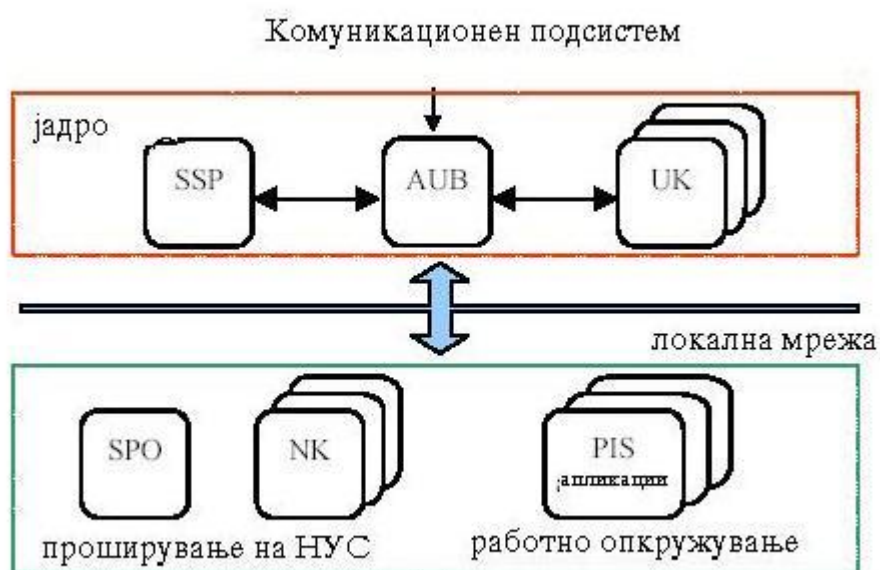 Комуникационен подсистем
јадро
SSP
AUB
UK
локална мрежа
SPO
NK
PIS
апликации
проширување на НУС
работно опкружување